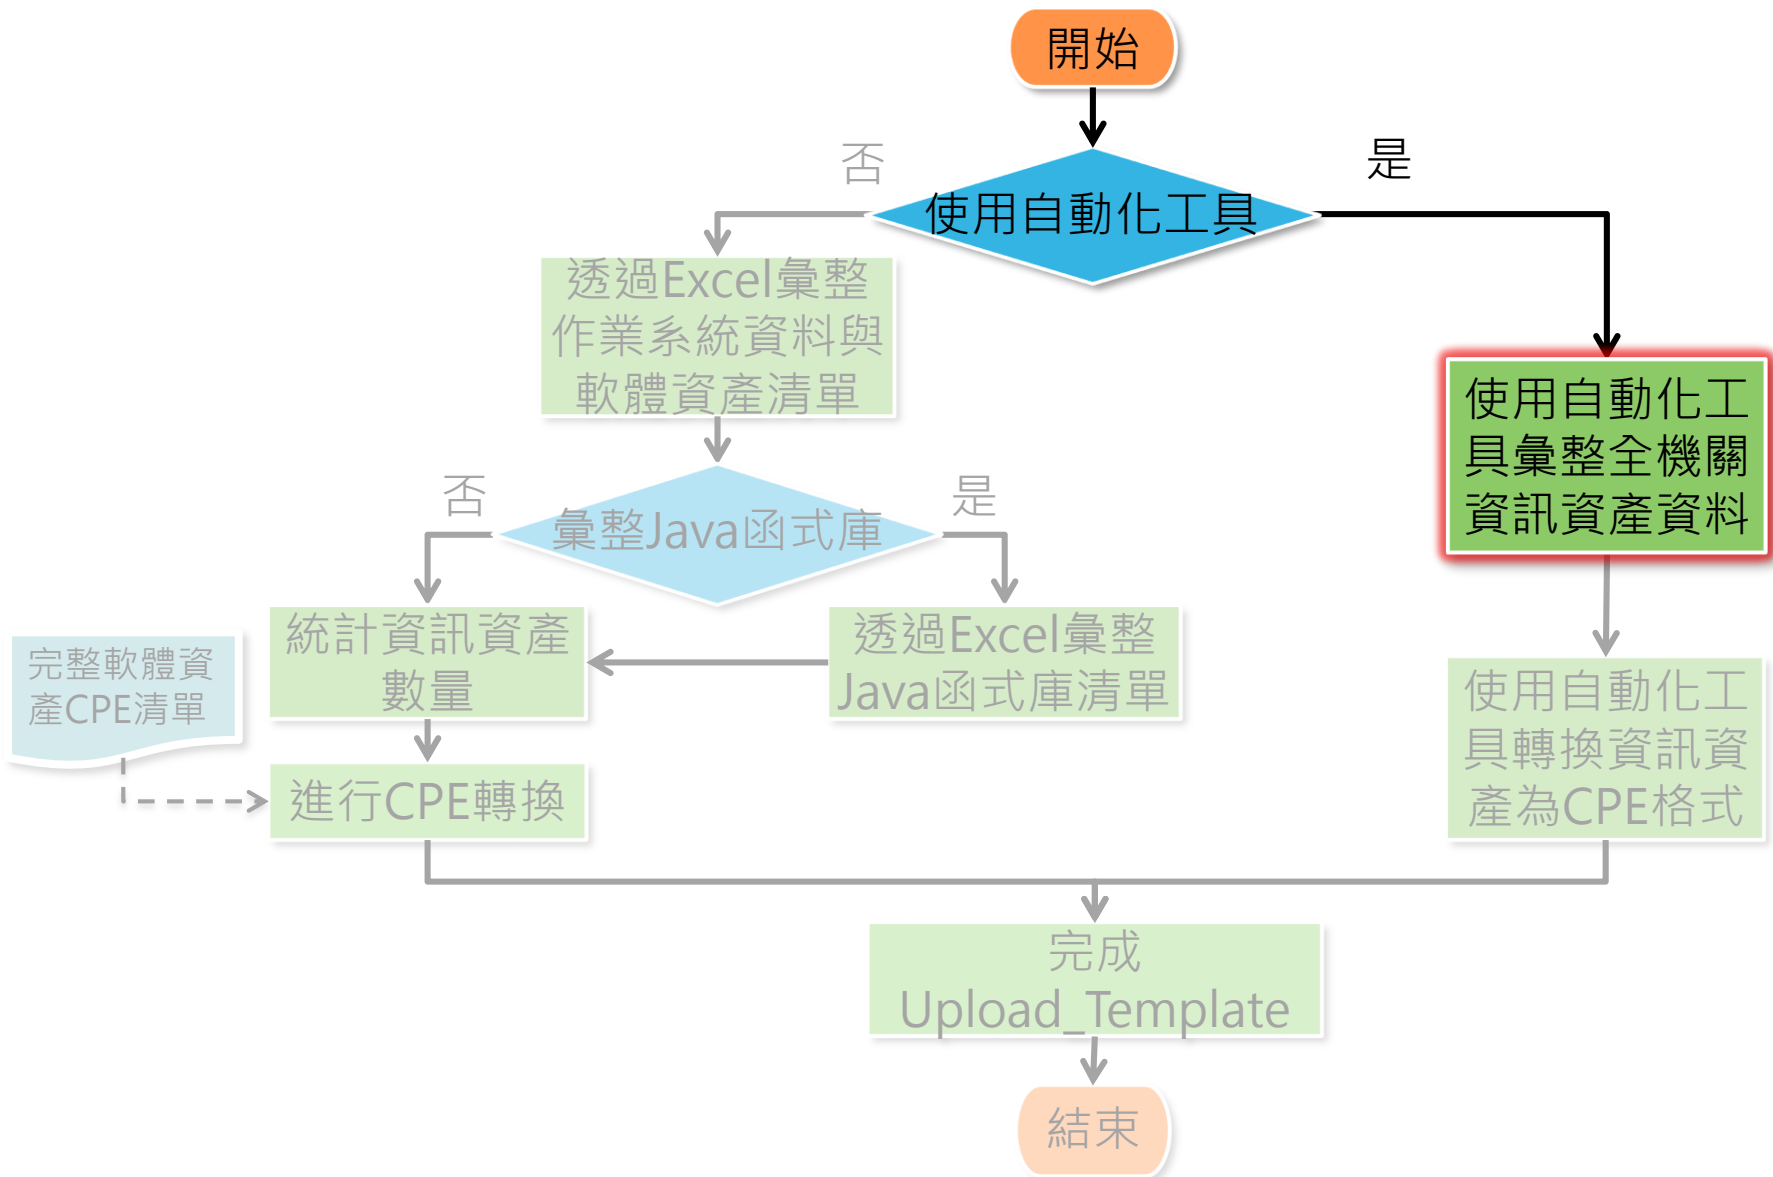 開始
否
是
使用自動化工具
透過Excel彙整
作業系統資料與
軟體資產清單
使用自動化工
具彙整全機關
資訊資產資料
否
是
彙整Java函式庫
統計資訊資產
數量
透過Excel彙整
Java函式庫清單
完整軟體資
產CPE清單
使用自動化工
具轉換資訊資
產為CPE格式
進行CPE轉換
完成
Upload_Template
結束